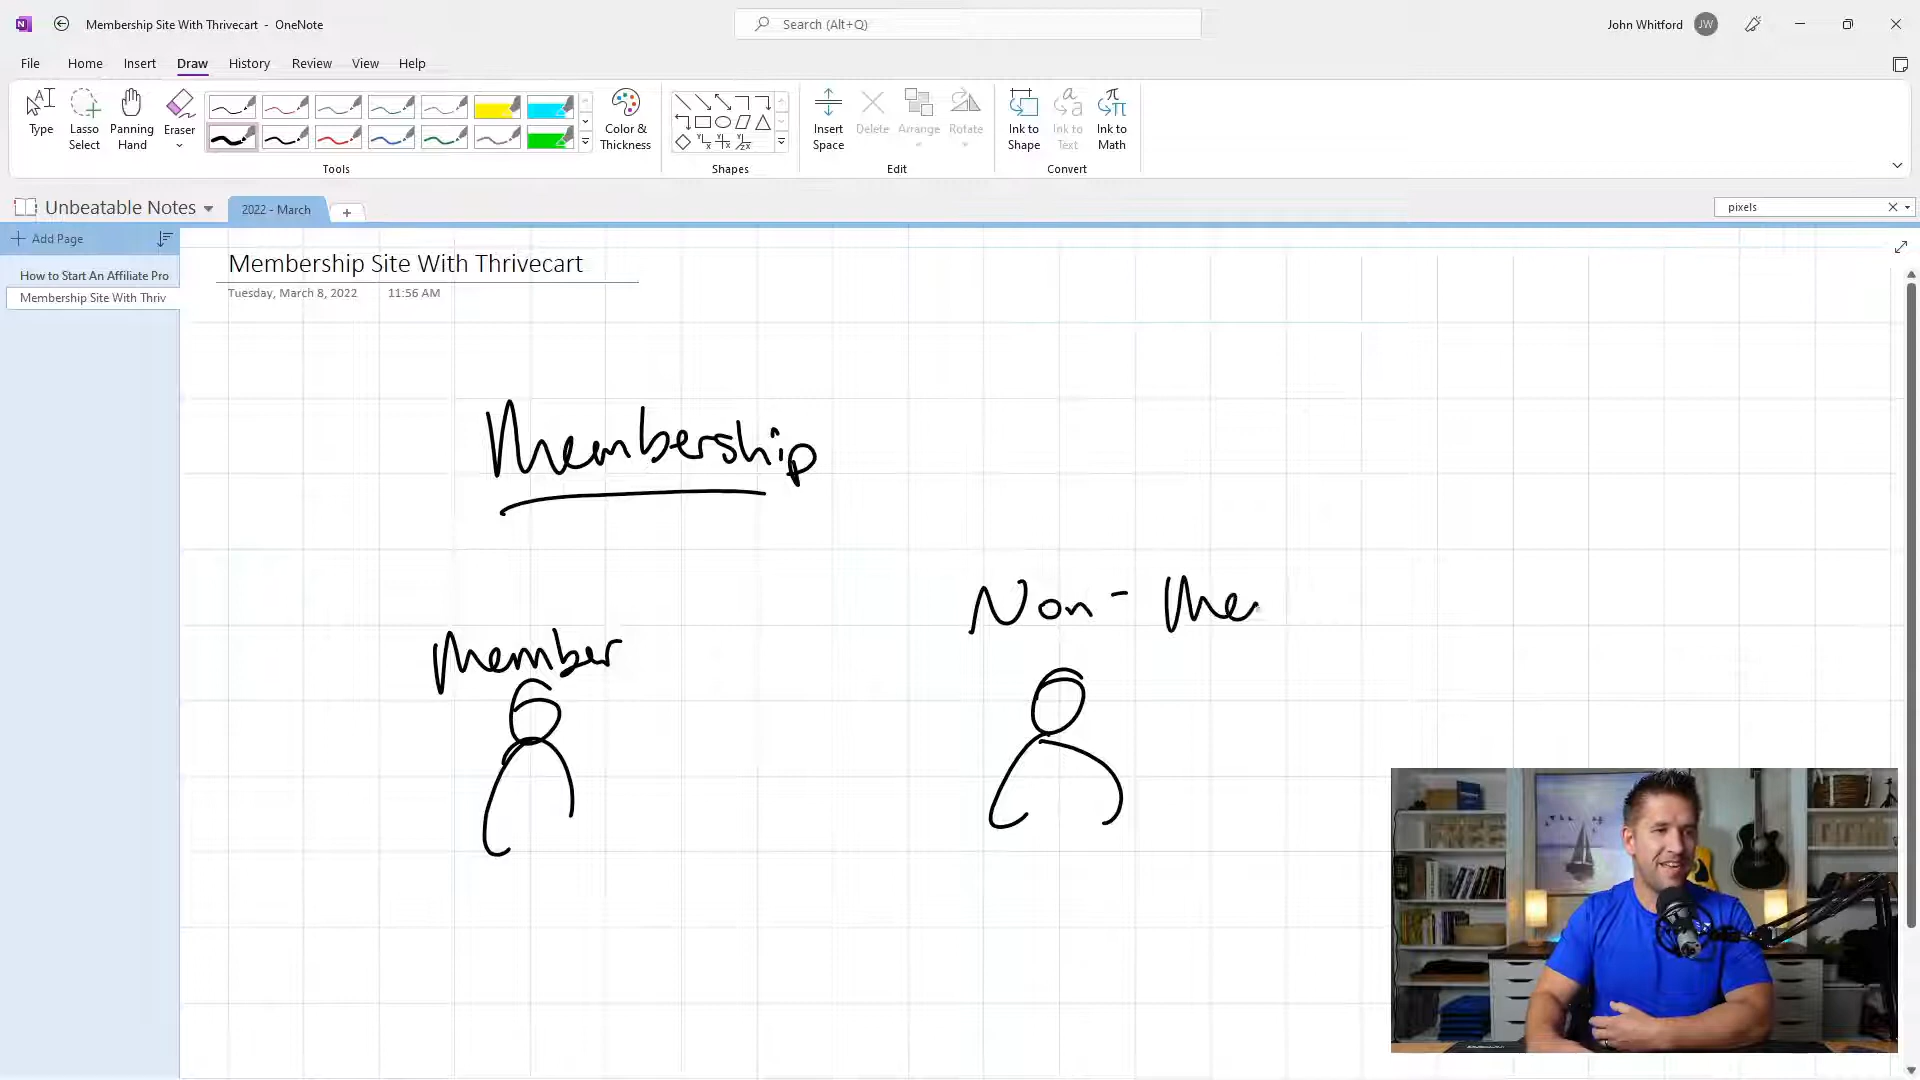 Membership Site With Thrivecart - OneNote
Search (Alt+Q)
John Whitford
JW
File Home Insert Draw History Review View Help
Type
Lasso Select
Panning Hand
Eraser
Color & Thickness
Insert Space
Delete
Arrange
Rotate
Ink to Shape
Ink to Text
Ink to Math
Tools
Shapes
Edit
Convert
Unbeatable Notes
2022 - March
pixels
Add Page
How to Start An Affiliate Pro
Membership Site With Thriv
Membership Site With Thrivecart
Tuesday, March 8, 2022 11:56 AM
Membership
Non - Me
Member